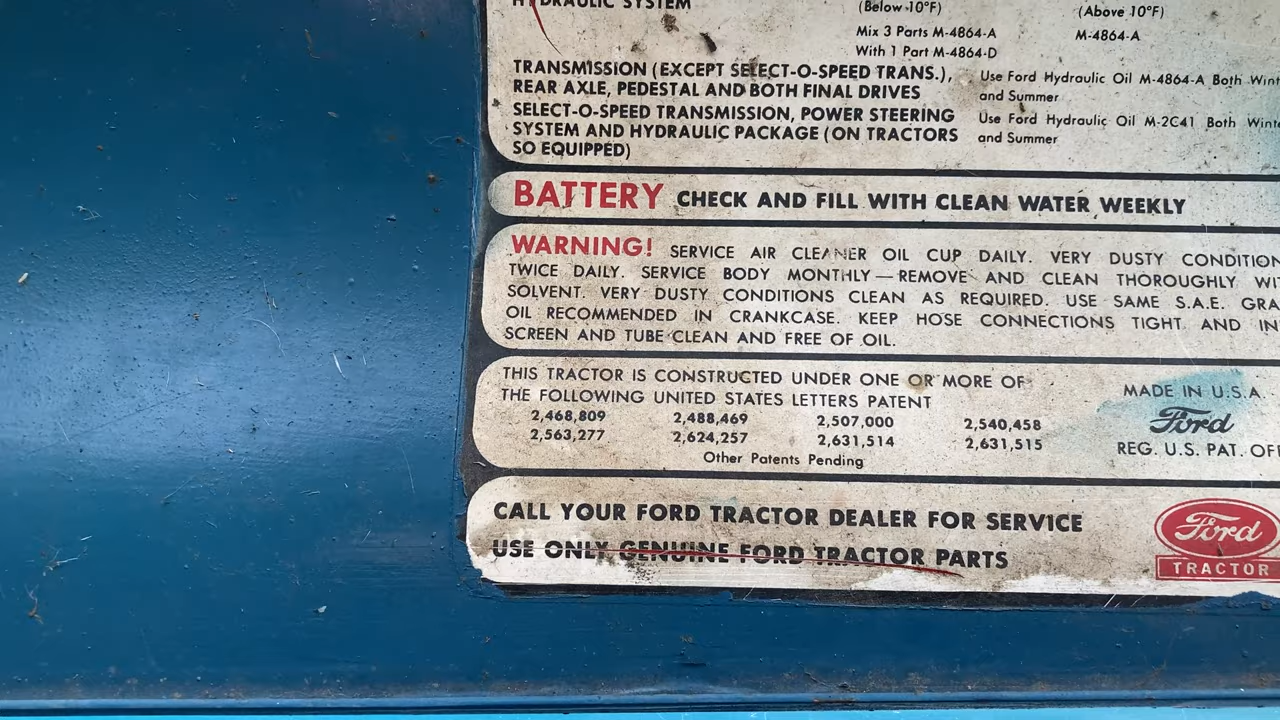 HYDRAULIC SYSTEM
(Below -10°F) (Above 10°F)
Mix 3 Parts M-4864-A M-4864-A
With 1 Part M-4864-D
TRANSMISSION (EXCEPT SELECT-O-SPEED TRANS.), Use Ford Hydraulic Oil M-4864-A Both
REAR AXLE, PEDESTAL AND BOTH FINAL DRIVES and Summer
SELECT-O-SPEED TRANSMISSION, POWER STEERING Use Ford Hydraulic Oil M-2C41 Both
SYSTEM AND HYDRAULIC PACKAGE (ON TRACTORS and Summer
SO EQUIPPED)
BATTERY CHECK AND FILL WITH CLEAN WATER WEEKLY
WARNING! SERVICE AIR CLEANER OIL CUP DAILY. VERY DUSTY
TWICE DAILY. SERVICE BODY MONTHLY — REMOVE AND CLEAN THOROUGHLY
SOLVENT. VERY DUSTY CONDITIONS CLEAN AS REQUIRED. USE SAME S.A.E.
OIL RECOMMENDED IN CRANKCASE. KEEP HOSE CONNECTIONS TIGHT AND
SCREEN AND TUBE CLEAN AND FREE OF OIL.
THIS TRACTOR IS CONSTRUCTED UNDER ONE OR MORE OF
THE FOLLOWING UNITED STATES LETTERS PATENT
2,468,809 2,488,469 2,507,000 2,540,458
2,563,277 2,624,257 2,631,514 2,631,515
Other Patents Pending
MADE IN U.S.A.
Ford
REG. U.S. PAT. OFF
CALL YOUR FORD TRACTOR DEALER FOR SERVICE
USE ONLY GENUINE FORD TRACTOR PARTS
Ford
TRACTOR